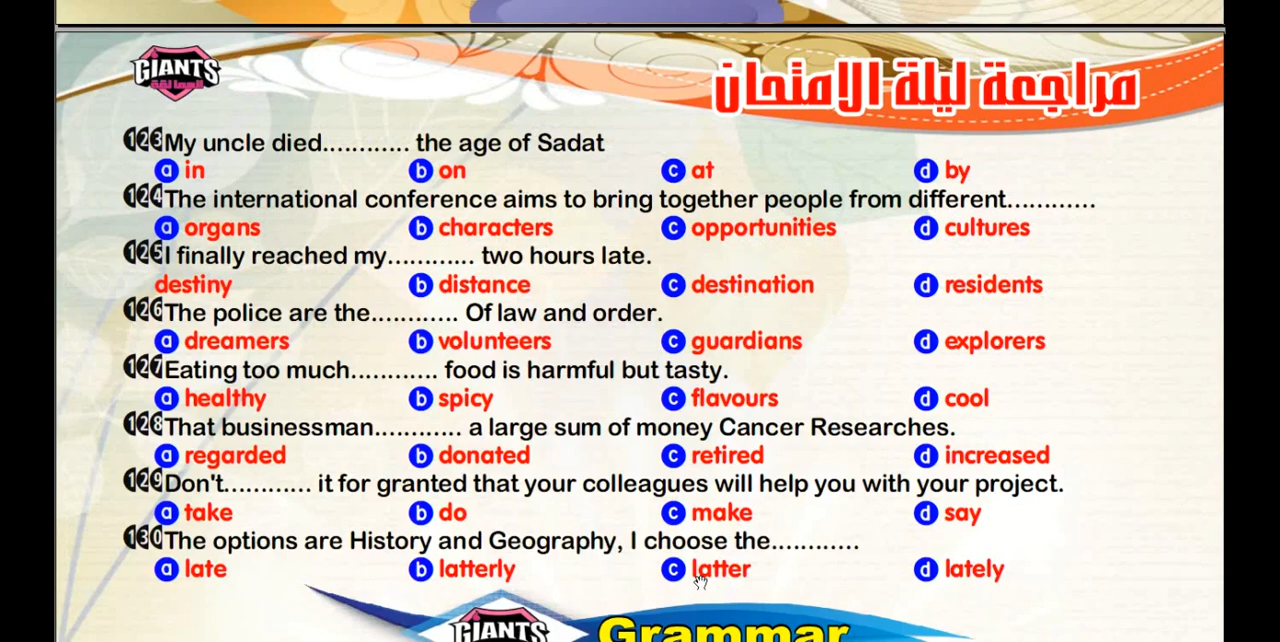 GIANTS
العمالقة
مراجعة ليلة الامتحان
123 My uncle died............ the age of Sadat
a in b on c at d by
124 The international conference aims to bring together people from different............
a organs b characters c opportunities d cultures
125 I finally reached my............ two hours late.
destiny b distance c destination d residents
126 The police are the............ Of law and order.
a dreamers b volunteers c guardians d explorers
127 Eating too much............ food is harmful but tasty.
a healthy b spicy c flavours d cool
128 That businessman............ a large sum of money Cancer Researches.
a regarded b donated c retired d increased
129 Don't............ it for granted that your colleagues will help you with your project.
a take b do c make d say
130 The options are History and Geography, I choose the............
a late b latterly c latter d lately
GIANTS Grammar